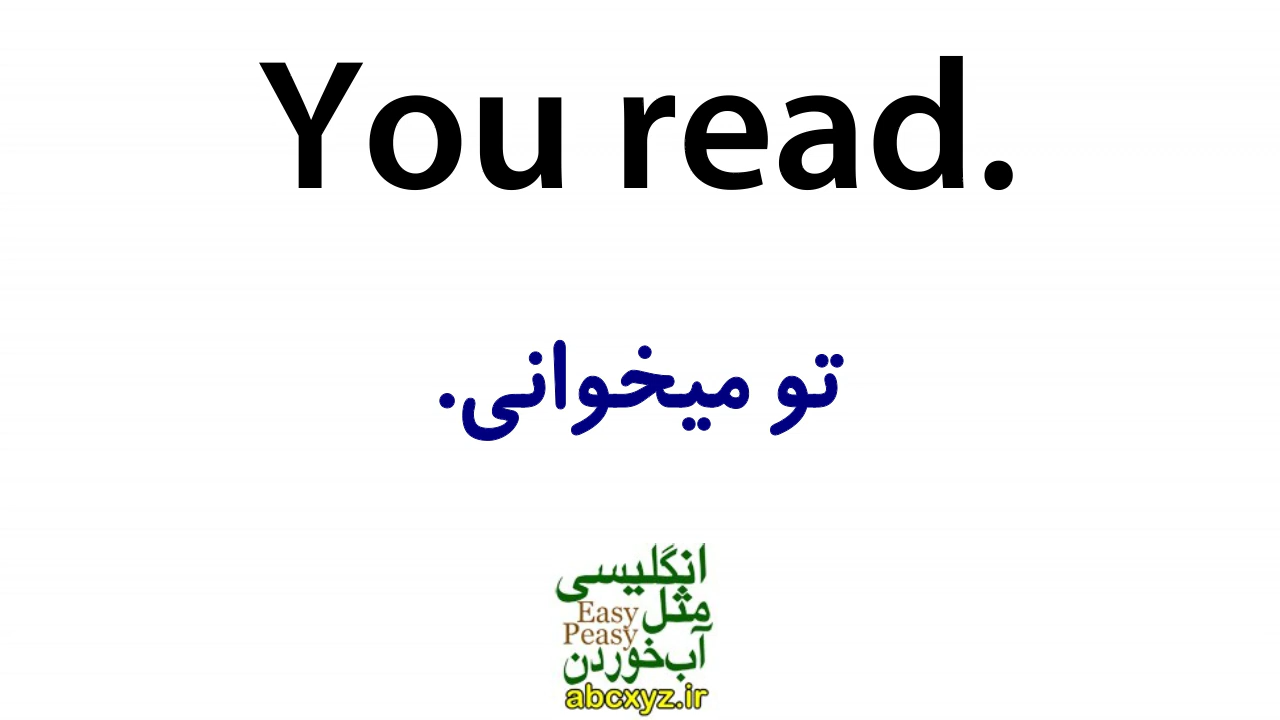 You read.
تو میخوانی.
انگلیسی
مثل Easy
Peasy
آب‌خوردن
abcxyz.ir